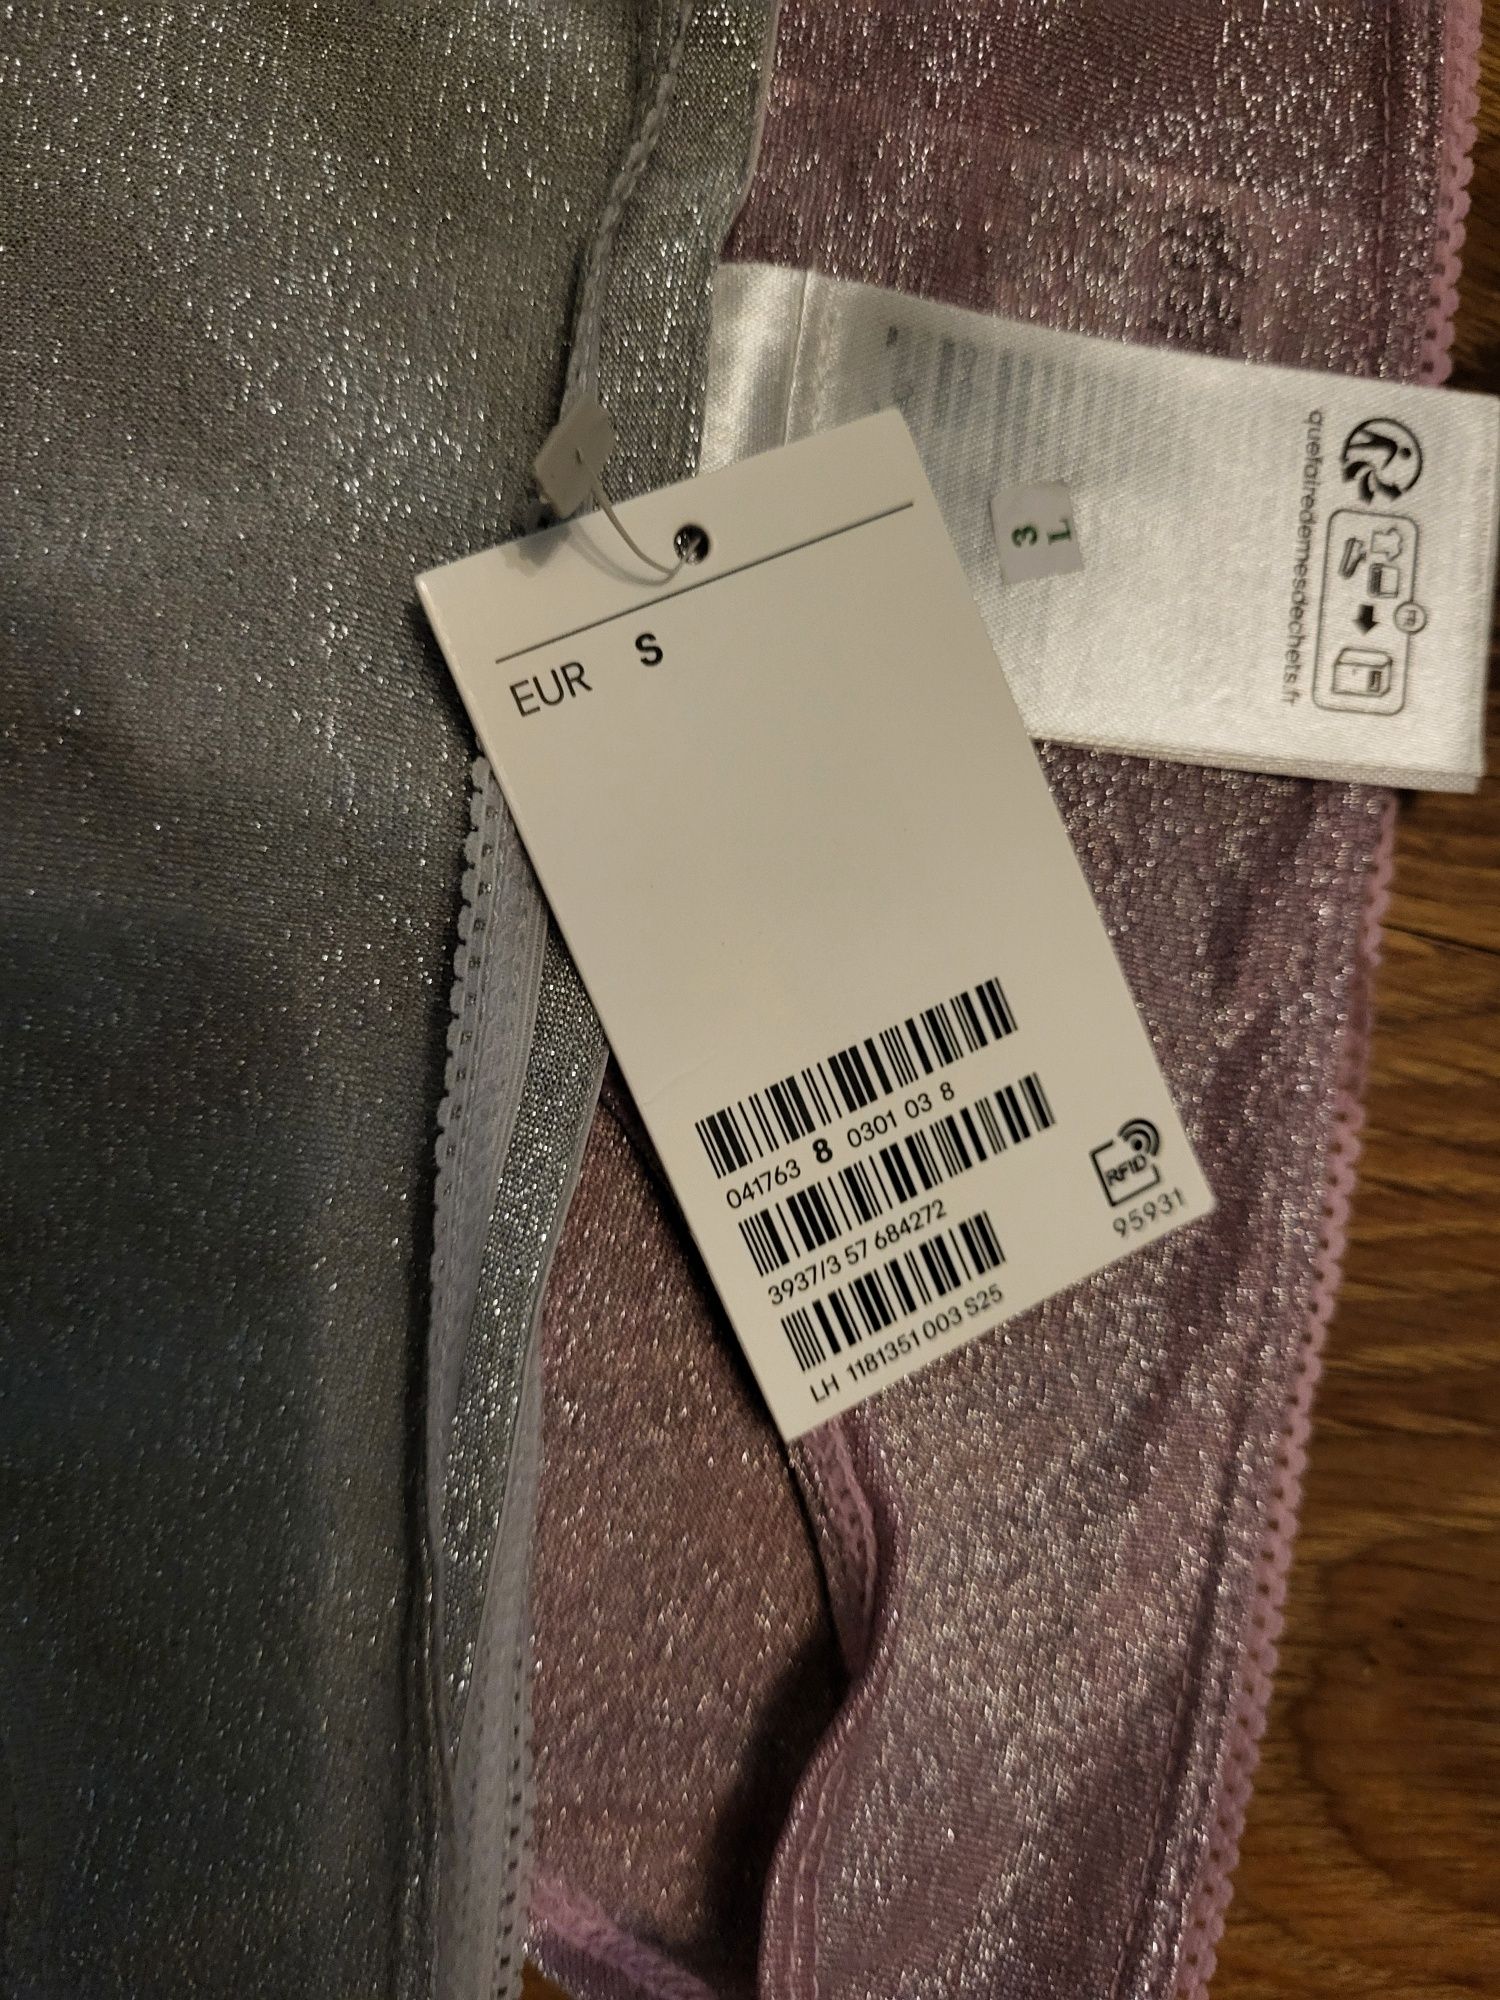 EUR S
041763 8 0301 03 8
3937/3 57 684272
LH 1181351 003 S25
RFID
95931
3
L
FR
quefairedemesdechets.fr